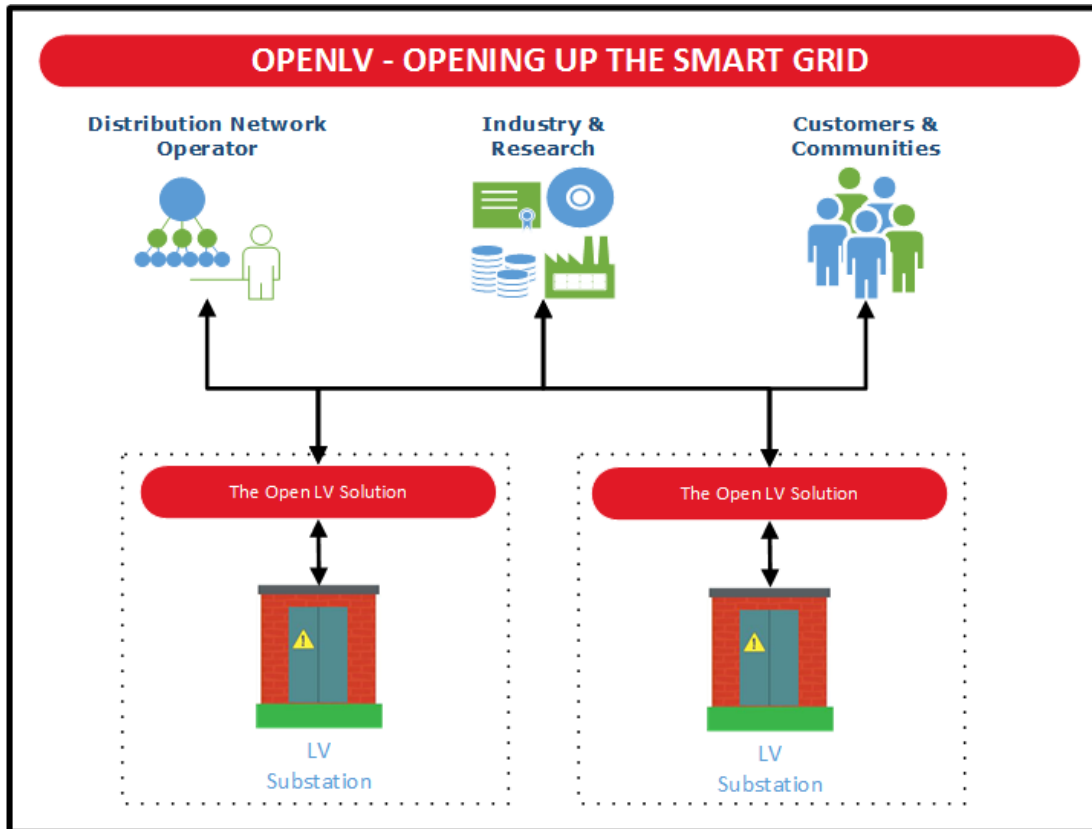 OPENLV - OPENING UP THE SMART GRID
Distribution Network
Operator
Industry &
Research
Customers &
Communities
The Open LV Solution
The Open LV Solution
LV
Substation
LV
Substation